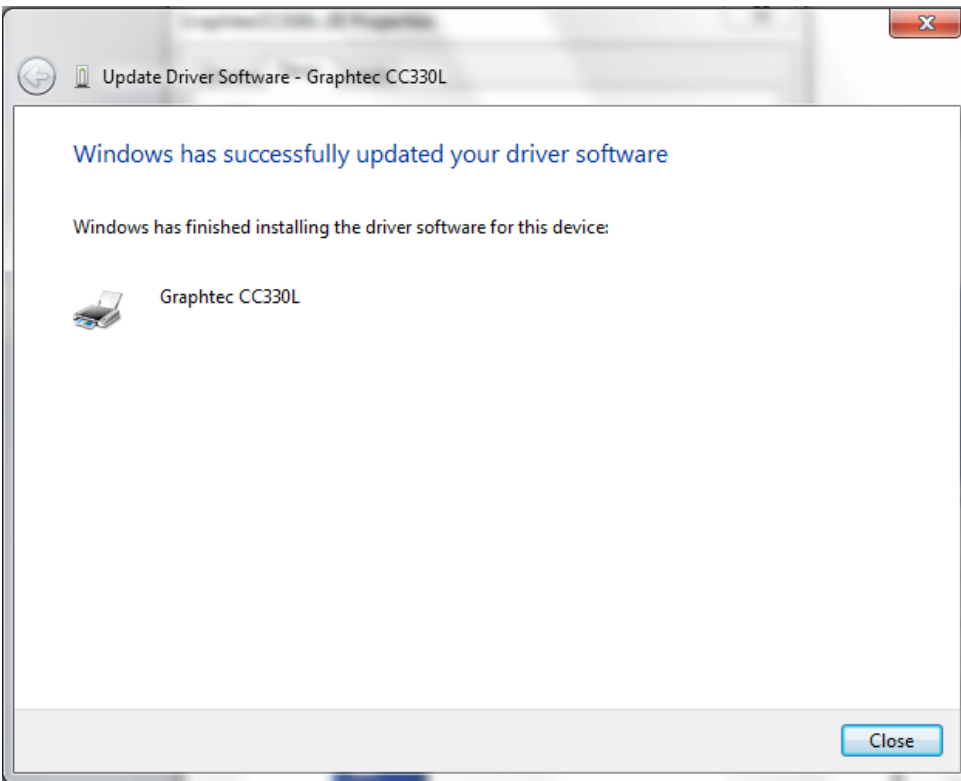 Update Driver Software - Graphtec CC330L
Windows has successfully updated your driver software
Windows has finished installing the driver software for this device:
Graphtec CC330L
Close